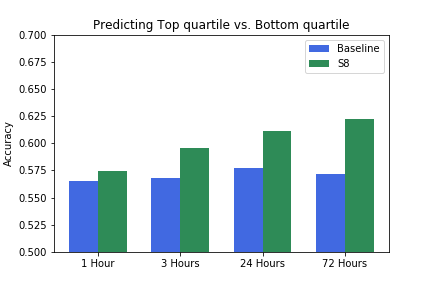 Predicting Top quartile vs. Bottom quartile
Baseline
S8
Accuracy
0.700
0.675
0.650
0.625
0.600
0.575
0.550
0.525
0.500
1 Hour
3 Hours
24 Hours
72 Hours